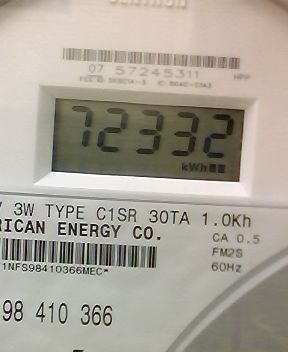 07 57245311 HPP
72332
kWh
3W TYPE C1SR 30TA 1.0Kh
RICAN ENERGY CO. CA 0.5
FM2S
1NFS98410366MEC* 60Hz
98 410 366